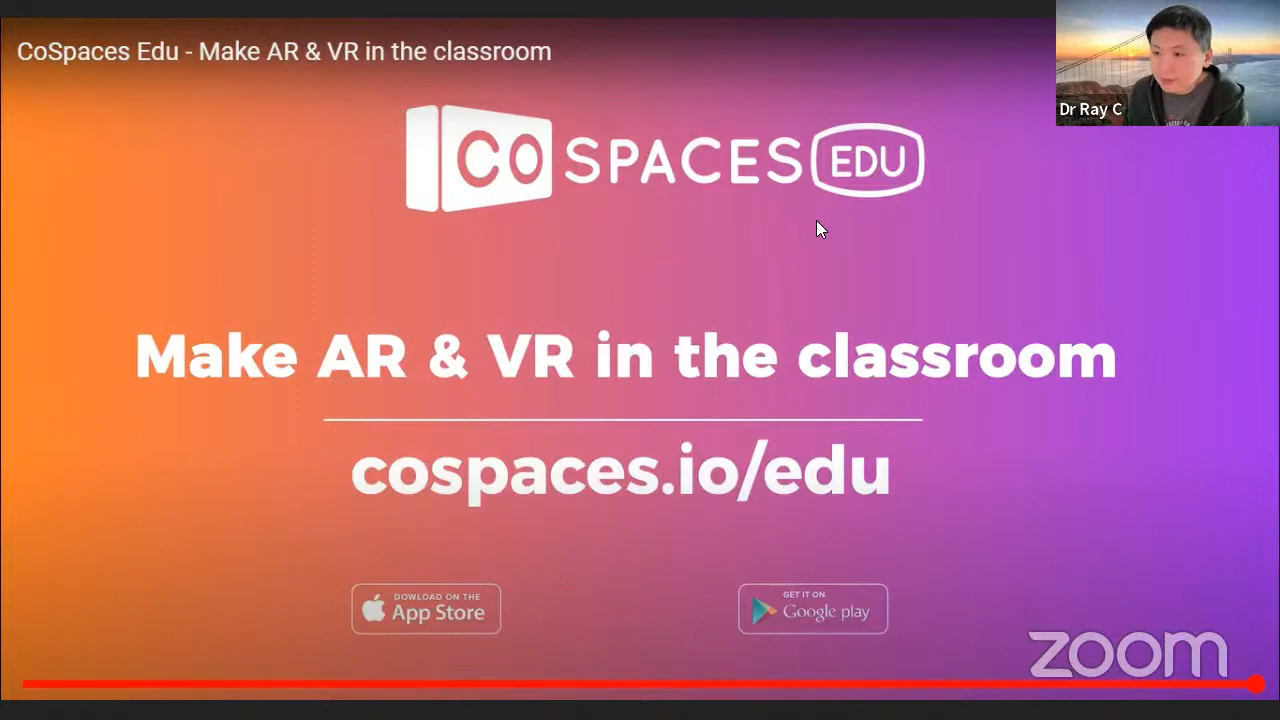 CoSpaces Edu - Make AR & VR in the classroom
Dr Ray C
CO SPACES EDU
Make AR & VR in the classroom
cospaces.io/edu
DOWLOAD ON THE
App Store
GET IT ON
Google play
zoom